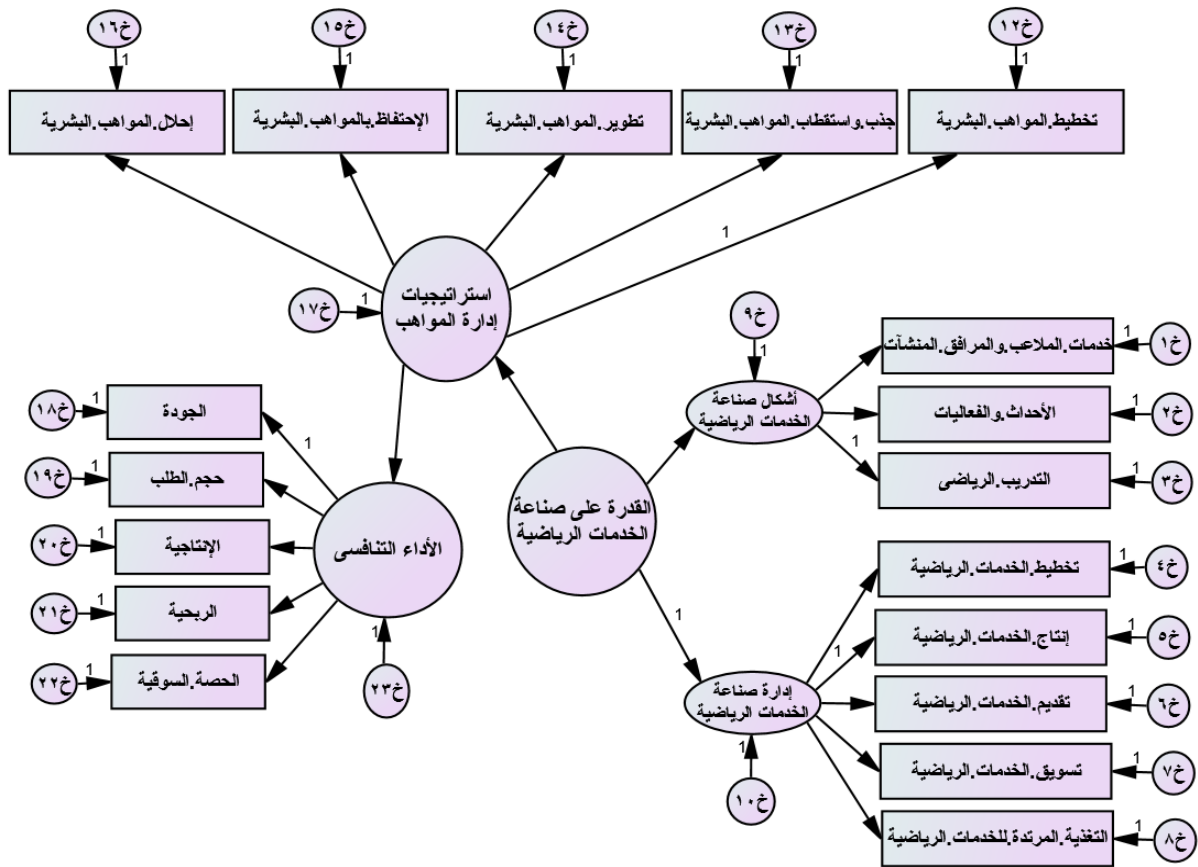 خ١٦
خ١٥
خ١٤
خ١٣
خ١٢
1
1
1
1
1
إحلال.المواهب.البشرية
الإحتفاظ.بالمواهب.البشرية
تطوير.المواهب.البشرية
جذب.واستقطاب.المواهب.البشرية
تخطيط.المواهب.البشرية
1
استراتيجيات
إدارة المواهب
خ١٧
1
خ٩
1
أشكال صناعة
الخدمات الرياضية
خدمات.الملاعب.والمرافق.المنشآت
1
خ١
الأحداث.والفعاليات
1
خ٢
1
التدريب.الرياضى
1
خ٣
القدرة على صناعة
الخدمات الرياضية
1
خ١٨
1
الجودة
1
خ١٩
1
حجم.الطلب
خ٢٠
1
الإنتاجية
خ٢١
1
الربحية
خ٢٢
1
الحصة.السوقية
الأداء التنافسى
1
خ٢٣
إدارة صناعة
الخدمات الرياضية
1
خ١٠
تخطيط.الخدمات.الرياضية
1
خ٤
1
إنتاج.الخدمات.الرياضية
1
خ٥
تقديم.الخدمات.الرياضية
1
خ٦
تسويق.الخدمات.الرياضية
1
خ٧
التغذية.المرتدة.للخدمات.الرياضية
1
خ٨